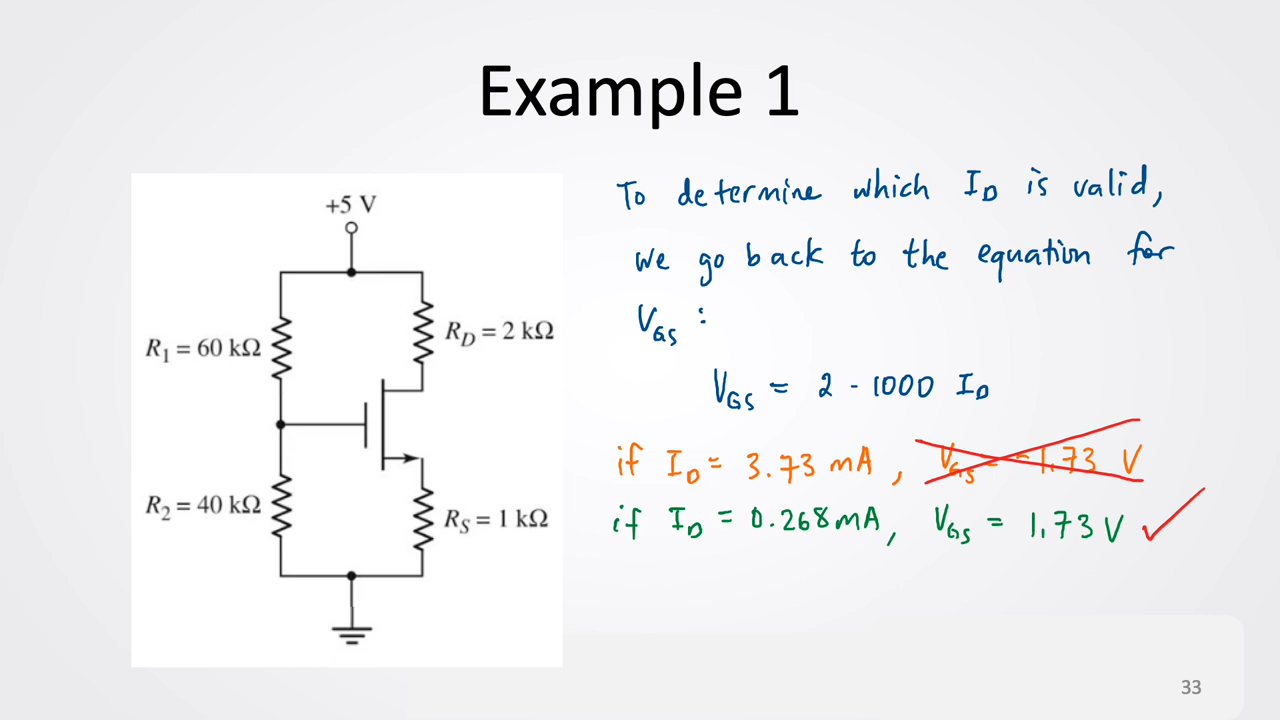 Example 1
+5 V
R1 = 60 kΩ
RD = 2 kΩ
R2 = 40 kΩ
RS = 1 kΩ
To determine which ID is valid,
we go back to the equation for
VGS :
VGS = 2 - 1000 ID
if ID = 3.73 mA, VGS = -1.73 V
if ID = 0.268 mA, VGS = 1.73 V ✓
33